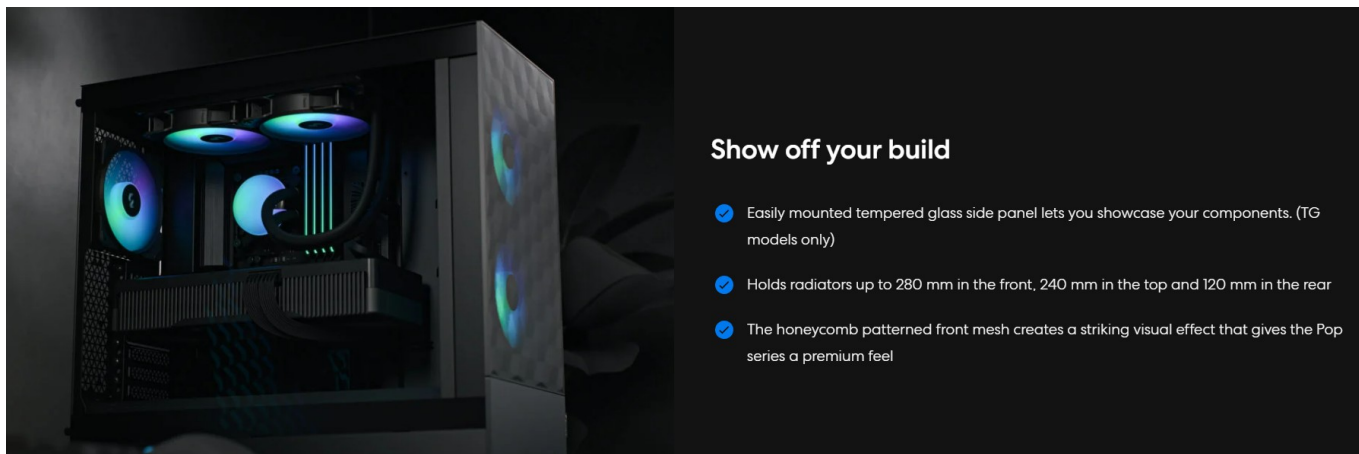 Show off your build
Easily mounted tempered glass side panel lets you showcase your components. (TG
models only)
Holds radiators up to 280 mm in the front, 240 mm in the top and 120 mm in the rear
The honeycomb patterned front mesh creates a striking visual effect that gives the Pop
series a premium feel